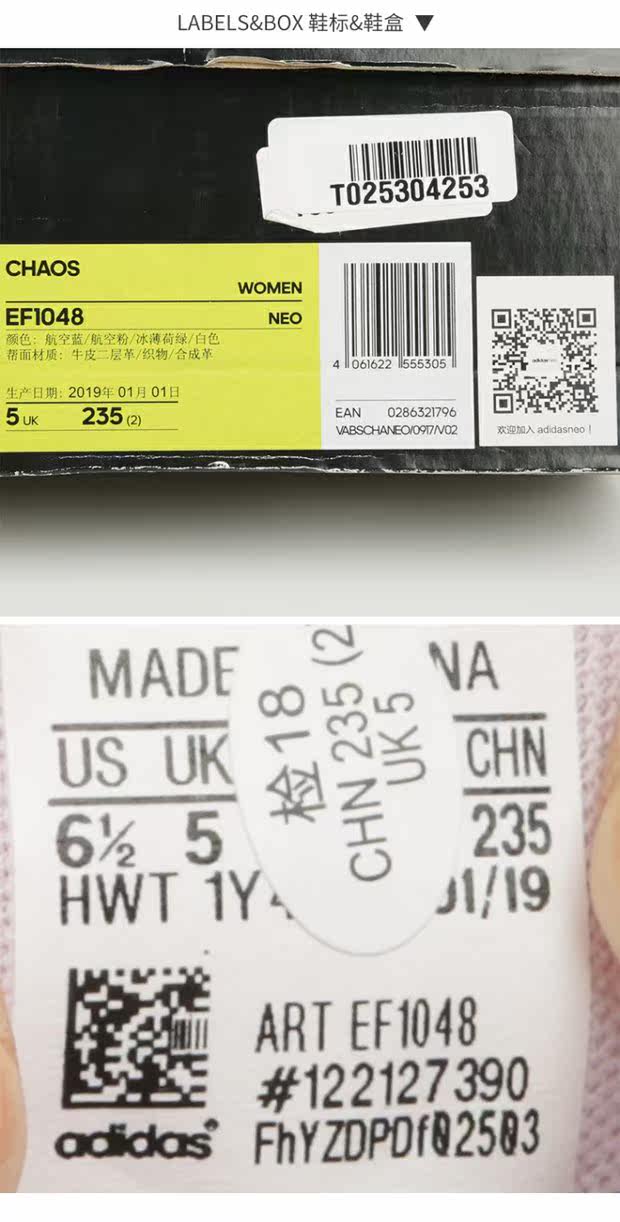 LABELS&BOX 鞋标&鞋盒 ▼
T025304253
CHAOS
WOMEN
EF1048
NEO
颜色: 航空蓝/航空粉/冰薄荷绿/白色
帮面材质: 牛皮二层革/织物/合成革
生产日期: 2019年 01月 01日
5 UK 235 (2)
4 061622 555305
EAN 0286321796
VABSCHANEO/0917/V02
adidas neo
欢迎加入 adidasneo！
MADE NA
US UK CHN
6½ 5 235
HWT 1Y 01/19
检18
CHN 235 (2
UK 5
ART EF1048
#122127390
adidas®
FhYZDPDf02503